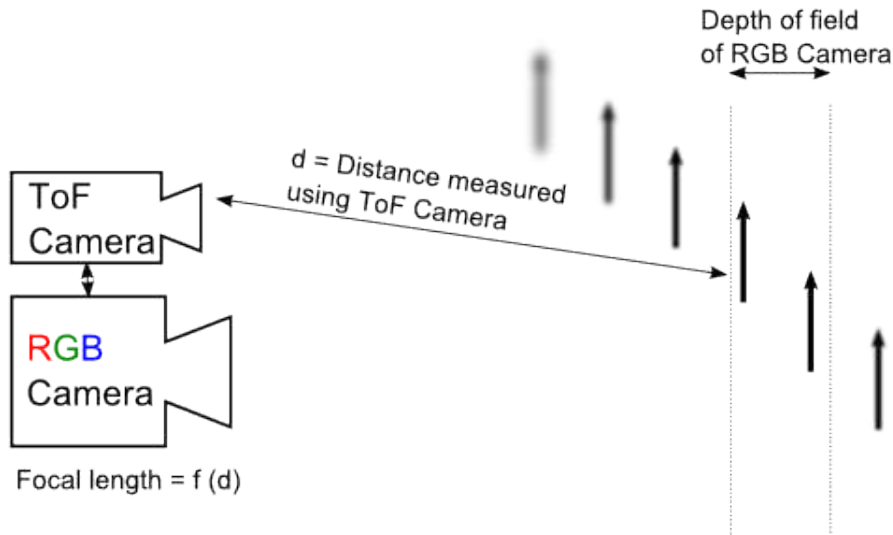 Depth of field
of RGB Camera
d = Distance measured
using ToF Camera
ToF
Camera
RGB
Camera
Focal length = f (d)